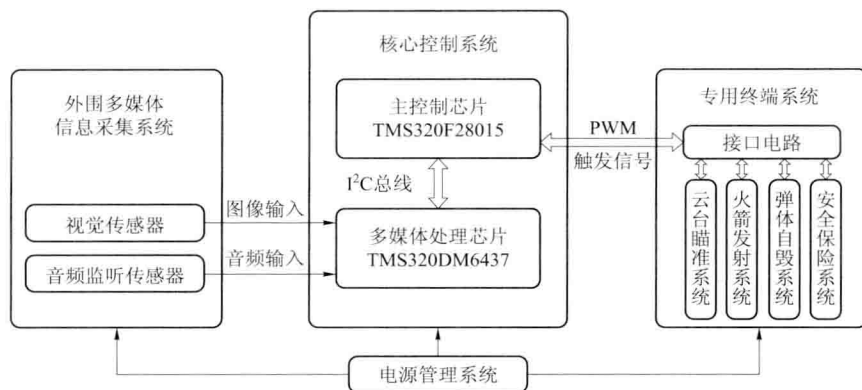 核心控制系统
外围多媒体
信息采集系统
视觉传感器
音频监听传感器
图像输入
音频输入
主控制芯片
TMS320F28015
I²C总线
多媒体处理芯片
TMS320DM6437
PWM
触发信号
专用终端系统
接口电路
云台瞄准系统
火箭发射系统
弹体自毁系统
安全保险系统
电源管理系统